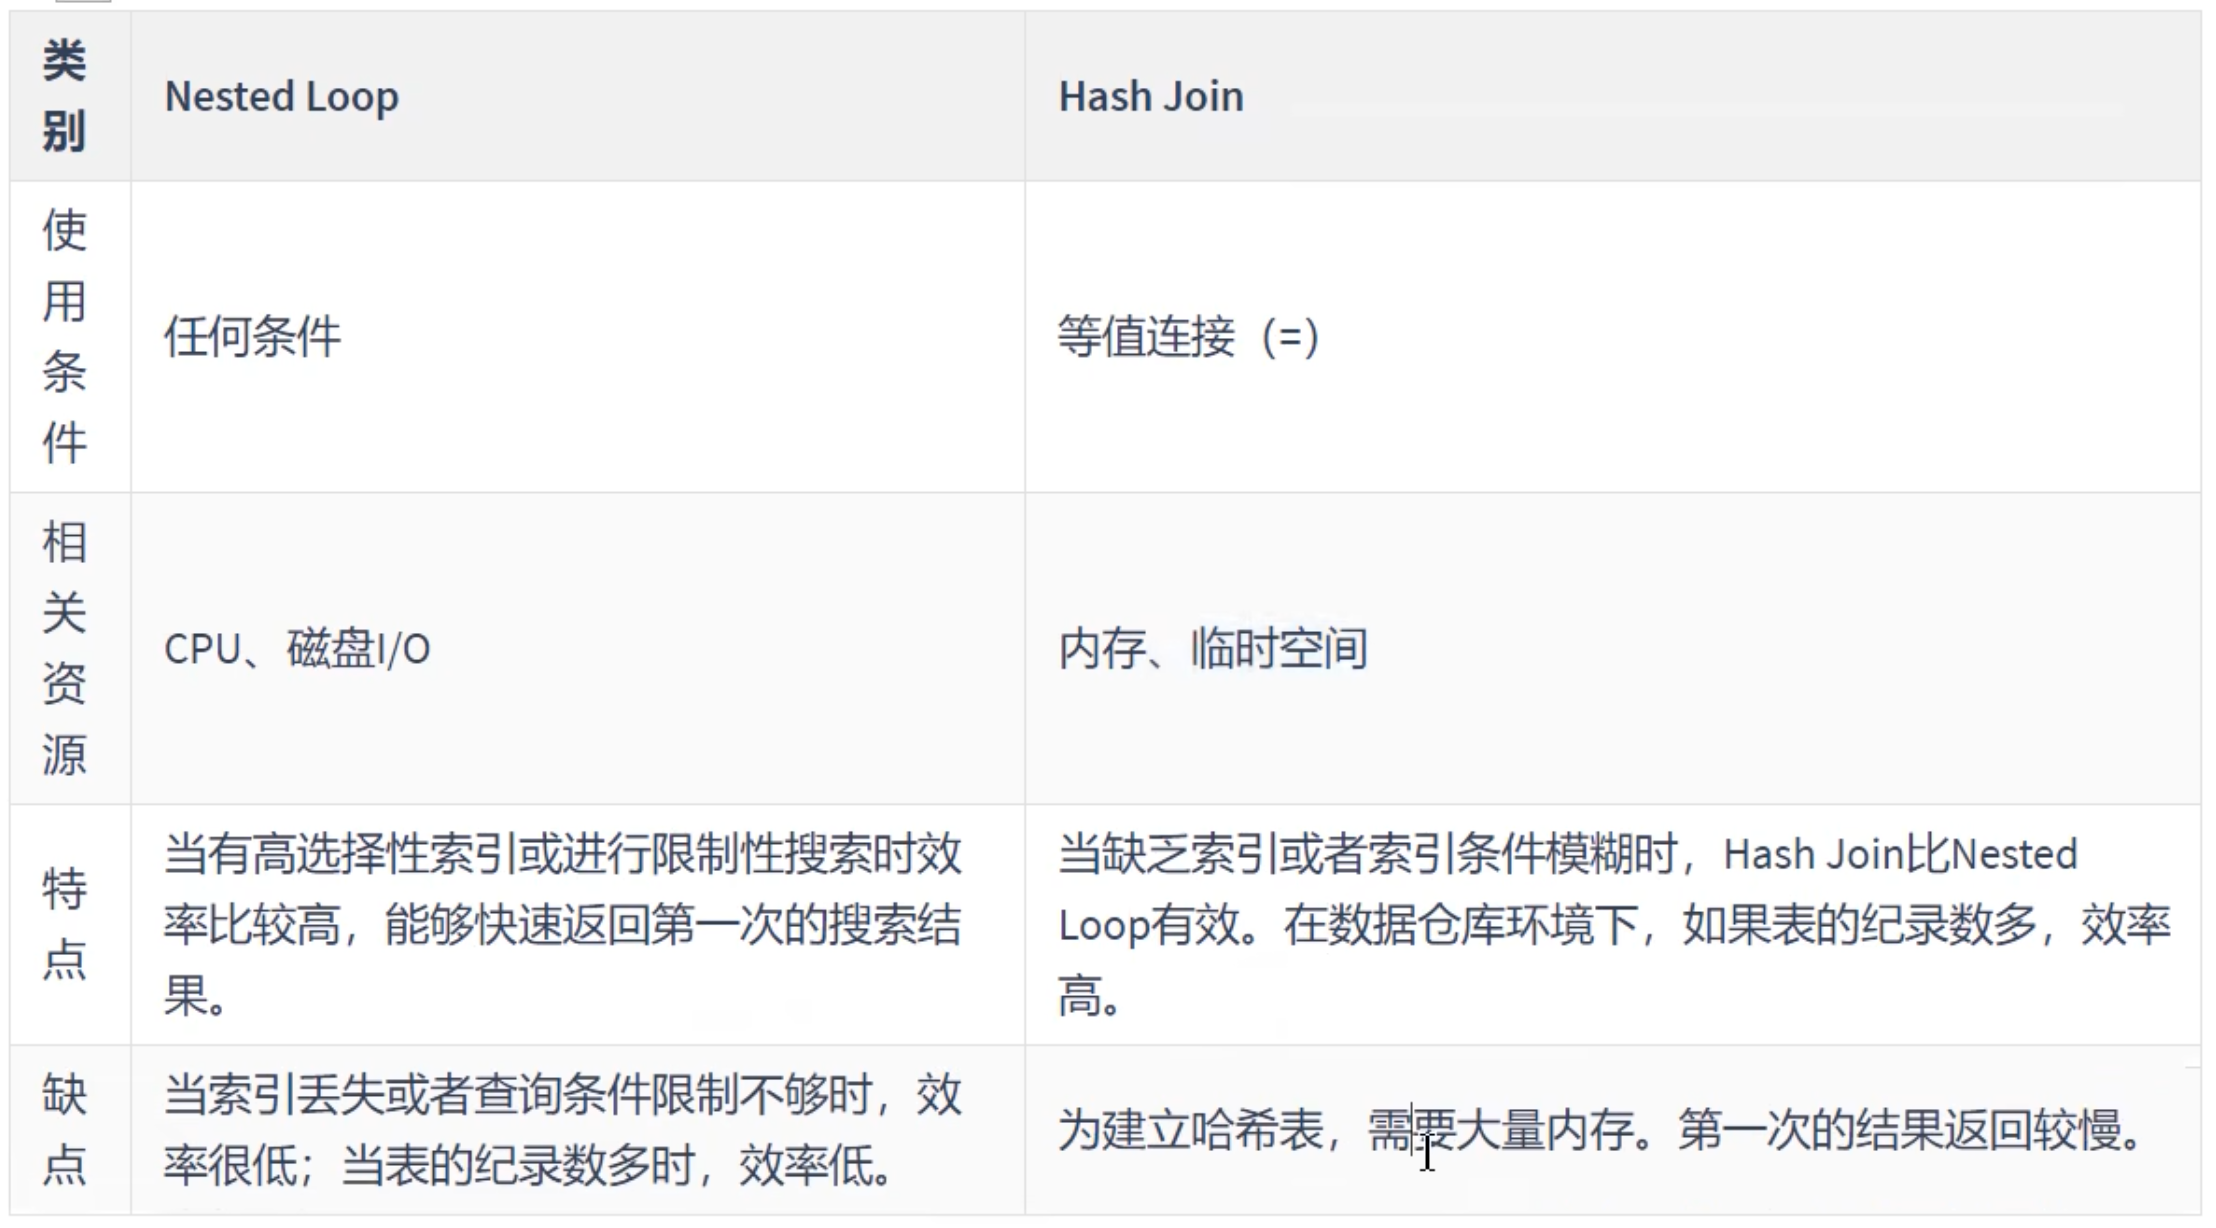 类别
Nested Loop
Hash Join
使用条件
任何条件
等值连接（=）
相关资源
CPU、磁盘I/O
内存、临时空间
特点
当有高选择性索引或进行限制性搜索时效
率比较高，能够快速返回第一次的搜索结
果。
当缺乏索引或者索引条件模糊时，Hash Join比Nested
Loop有效。在数据仓库环境下，如果表的纪录数多，效率
高。
缺点
当索引丢失或者查询条件限制不够时，效
率很低；当表的纪录数多时，效率低。
为建立哈希表，需要大量内存。第一次的结果返回较慢。